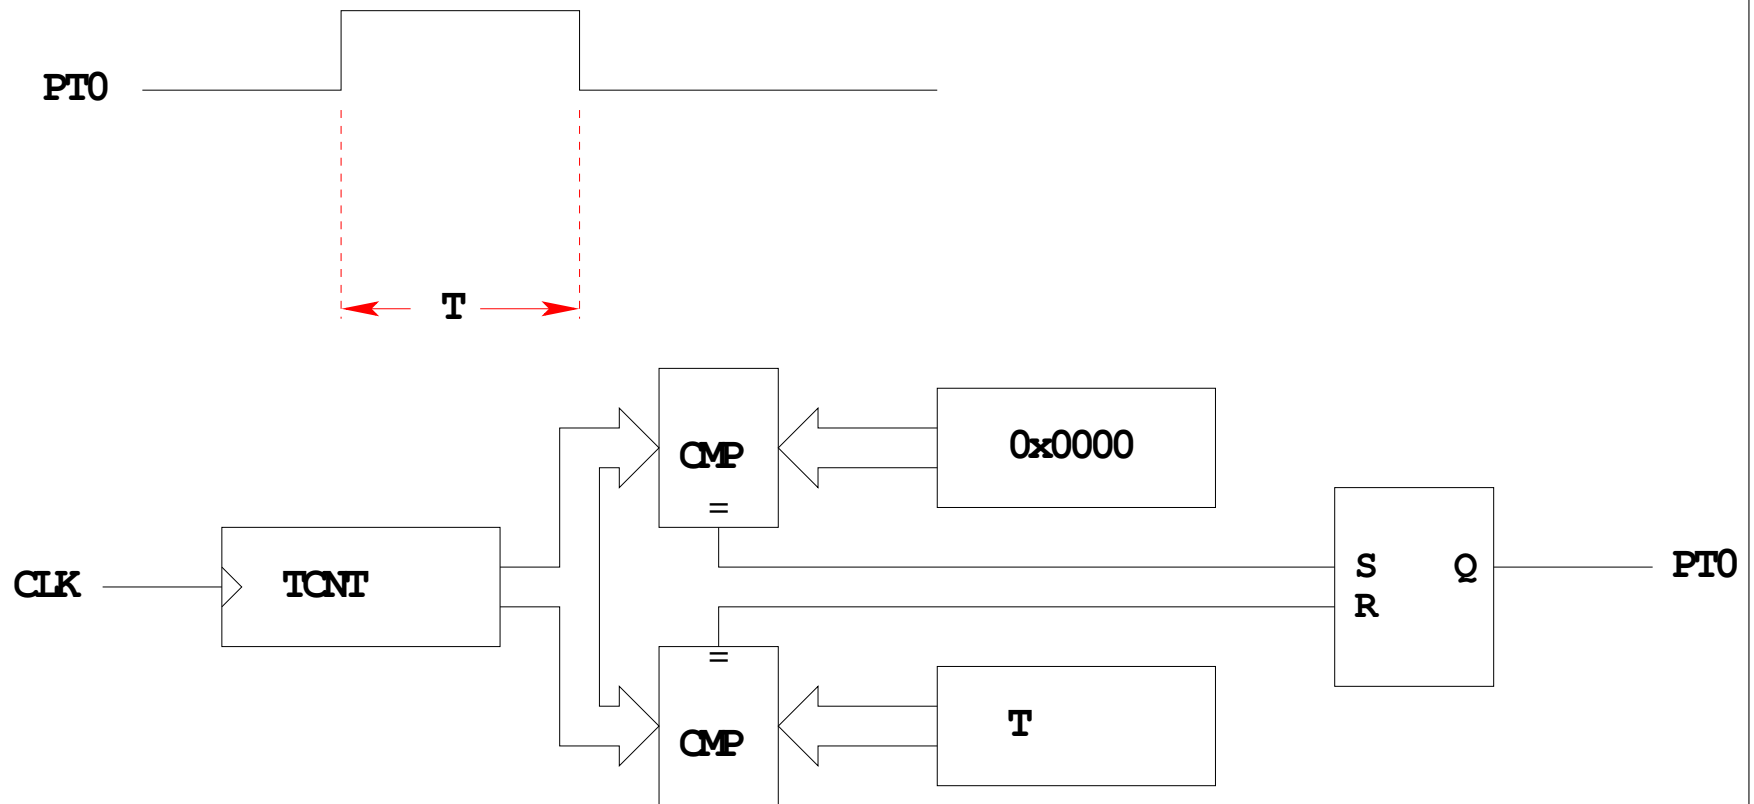 PT0
T
CMP
=
0x0000
CLK
TCNT
S
R
Q
PT0
=
CMP
T